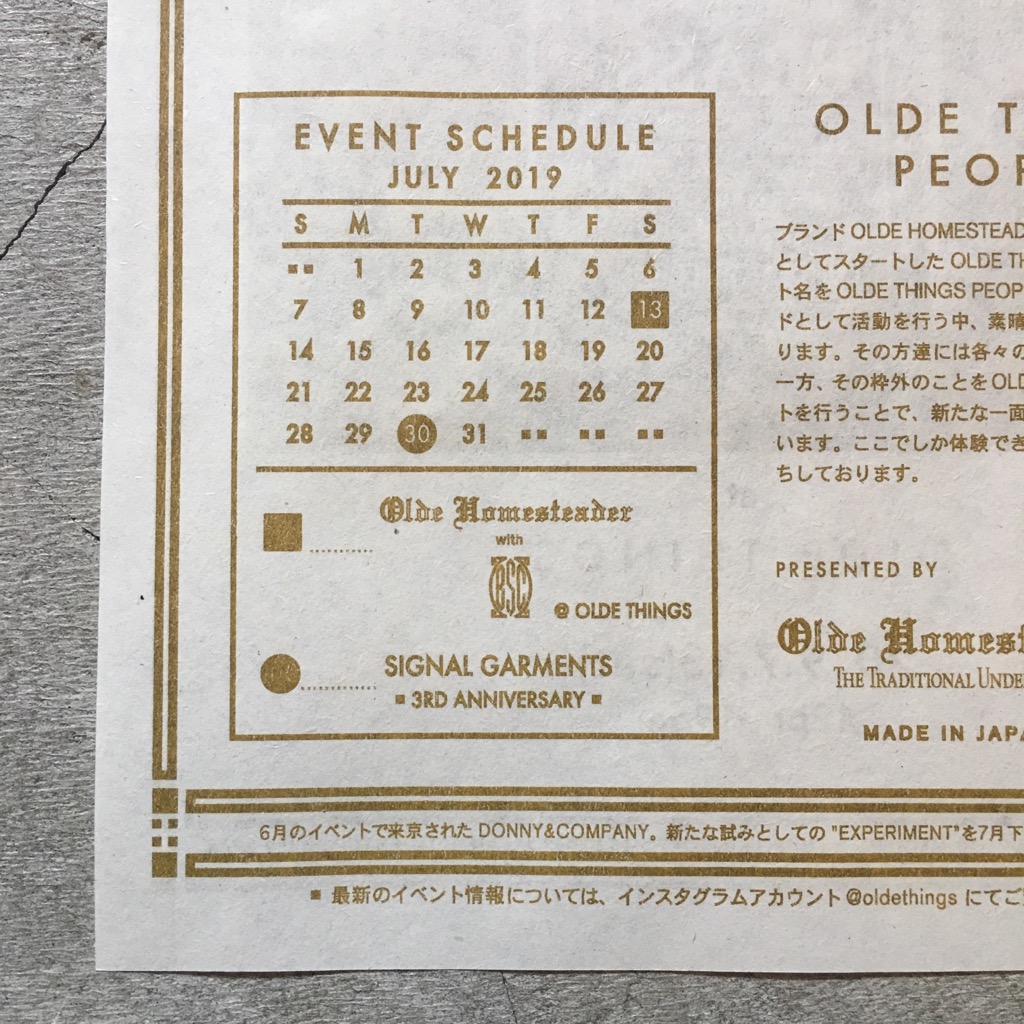 EVENT SCHEDULE
JULY 2019
S M T W T F S
1 2 3 4 5 6
7 8 9 10 11 12 13
14 15 16 17 18 19 20
21 22 23 24 25 26 27
28 29 30 31
Olde Homesteader
with
BSC
@ OLDE THINGS
SIGNAL GARMENTS
3RD ANNIVERSARY
OLDE T
PEOP
ブランド OLDE HOMESTEAD
としてスタートした OLDE TH
ト名を OLDE THINGS PEOP
ドとして活動を行う中、素晴
ります。その方達には各々の
一方、その枠外のことを OLD
トを行うことで、新たな一面
います。ここでしか体験でき
ちしております。
PRESENTED BY
Olde Homest
THE TRADITIONAL UNDE
MADE IN JAPA
6月のイベントで来京された DONNY&COMPANY。新たな試みとしての "EXPERIMENT"を7月下
■ 最新のイベント情報については、インスタグラムアカウント @oldethings にてご